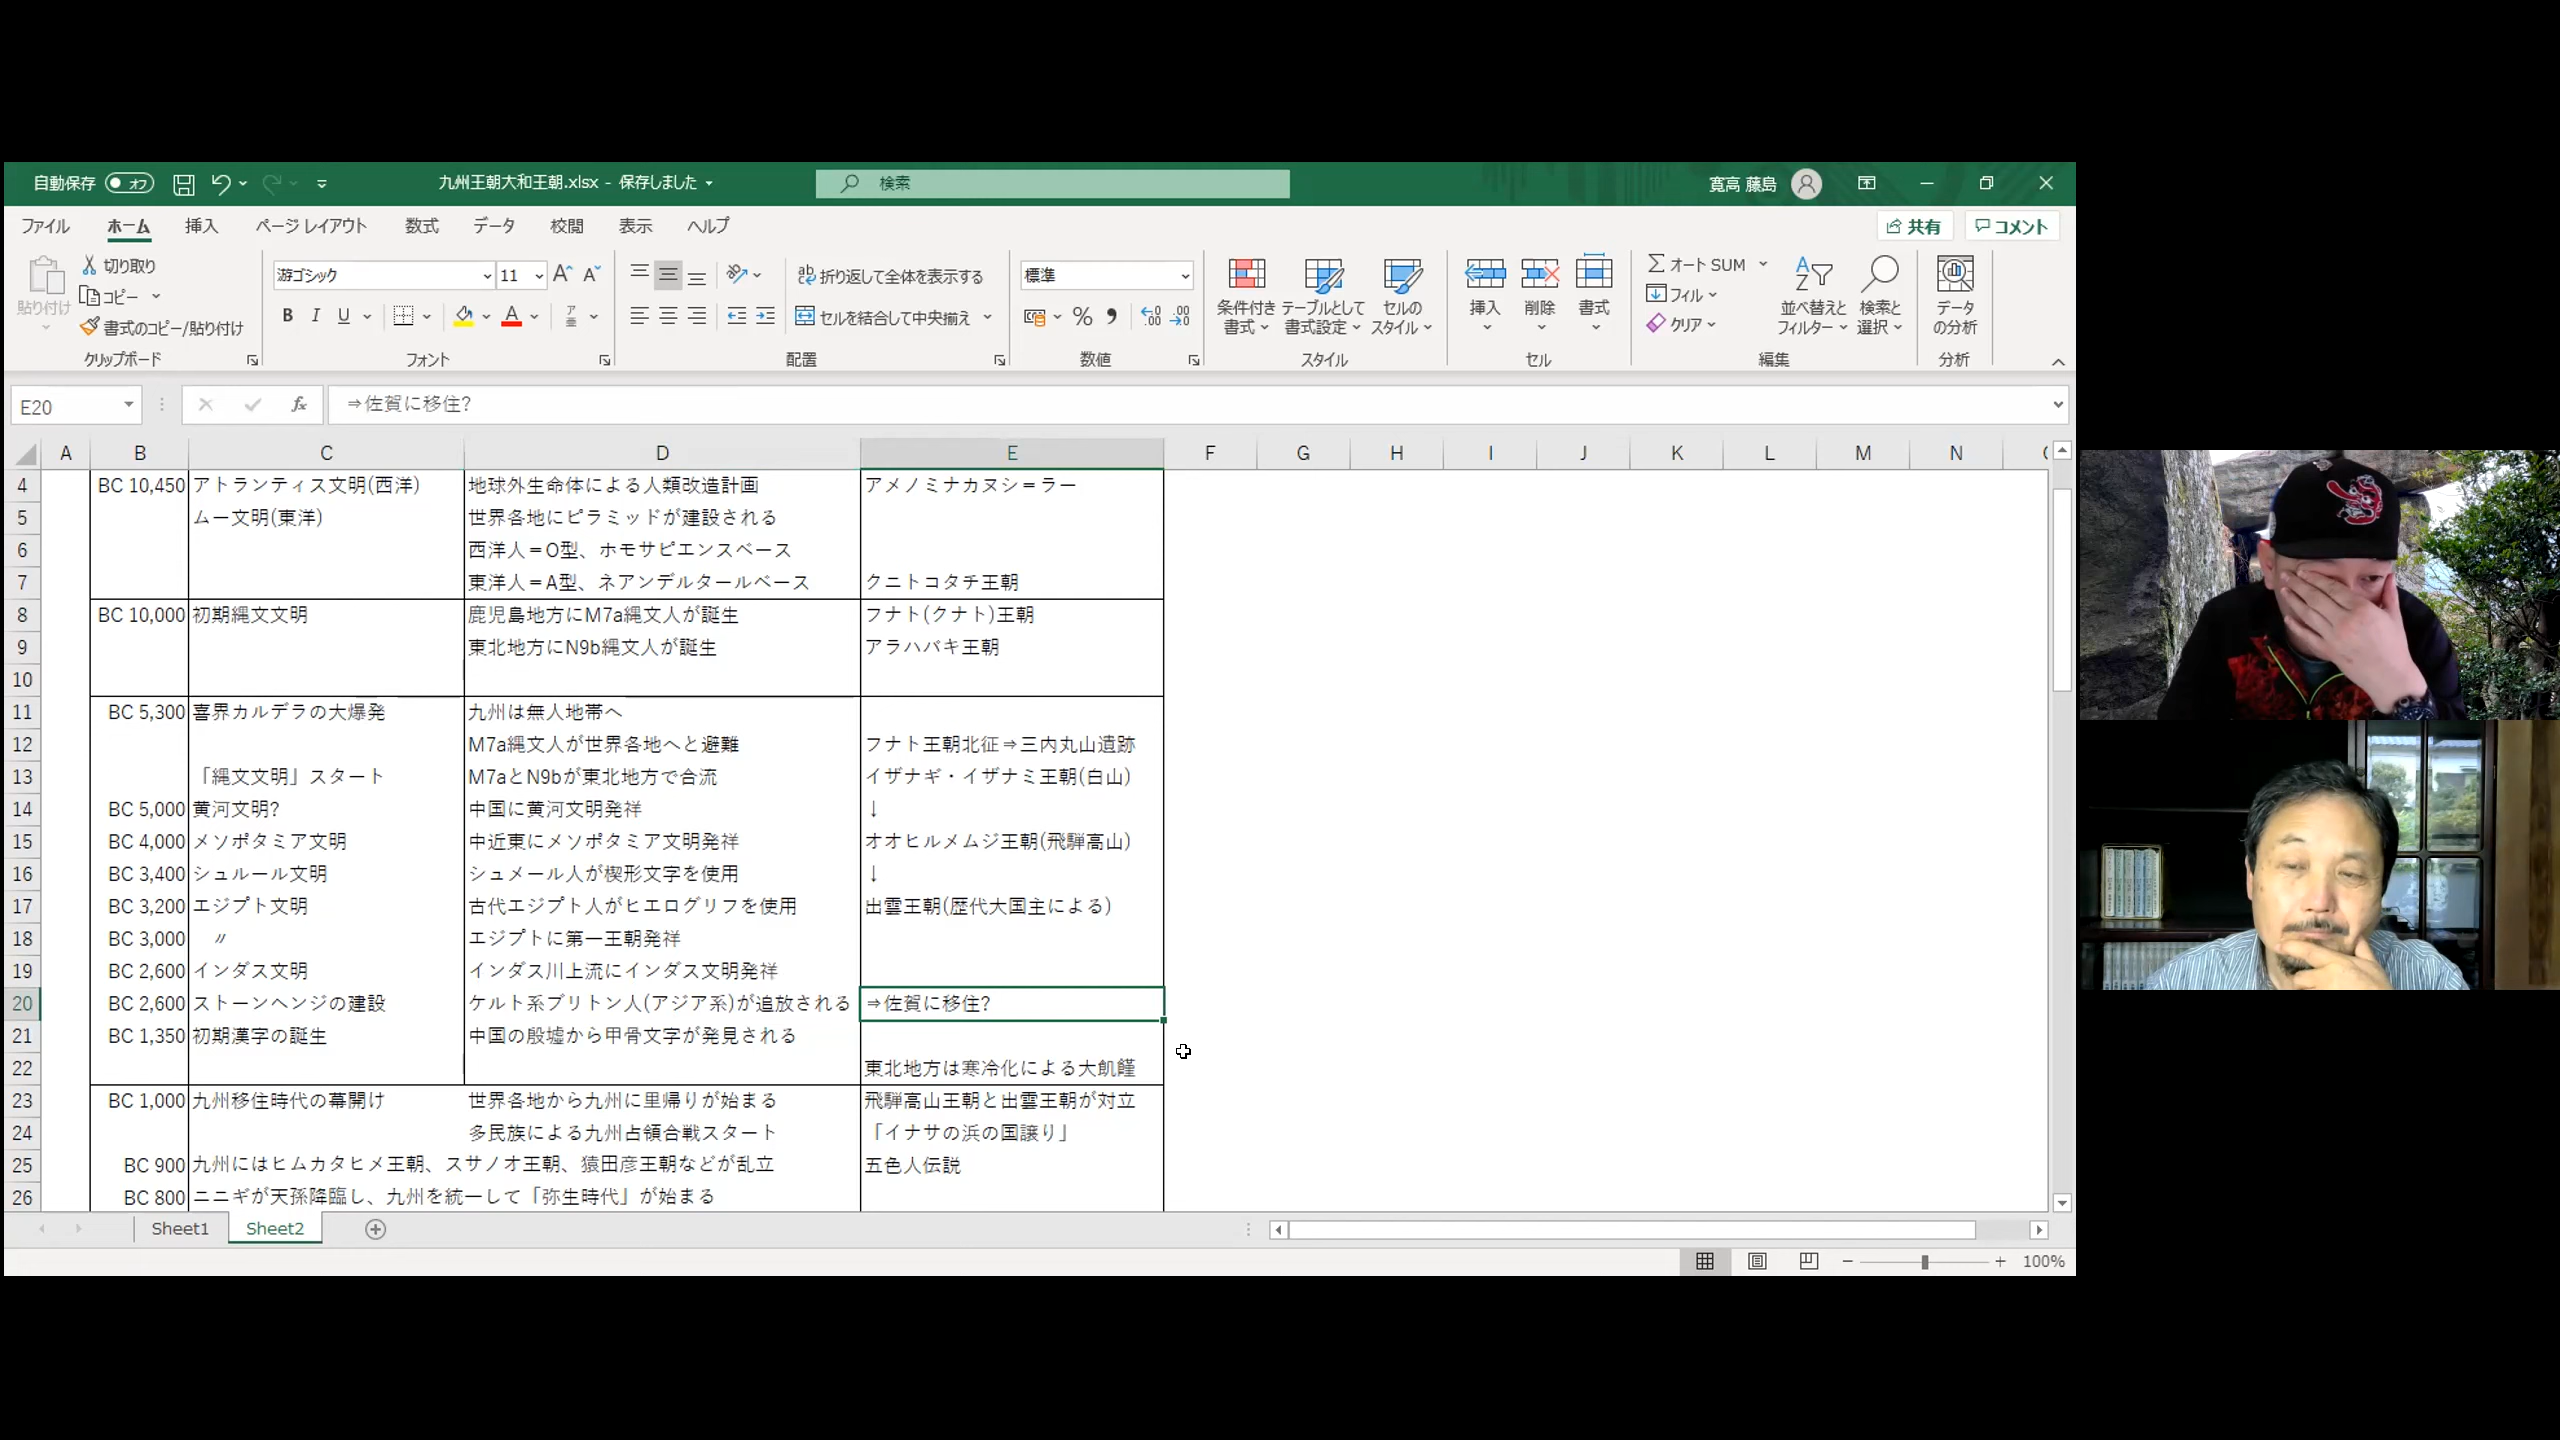 自動保存 オフ 九州王朝大和王朝.xlsx - 保存しました 検索 寛高 藤島
ファイル ホーム 挿入 ページ レイアウト 数式 データ 校閲 表示 ヘルプ 共有 コメント
貼り付け 切り取り コピー 書式のコピー/貼り付け クリップボード
游ゴシック 11 B I U フォント
折り返して全体を表示する セルを結合して中央揃え 配置
標準 % 数値
条件付き書式 テーブルとして書式設定 セルのスタイル スタイル
挿入 削除 書式 セル
オート SUM フィル クリア 並べ替えとフィルター 検索と選択 編集
データの分析 分析
E20 fx ⇒佐賀に移住?
A B C D E F G H I J K L M N
4 BC 10,450 アトランティス文明(西洋) 地球外生命体による人類改造計画 アメノミナカヌシ＝ラー
5 ムー文明(東洋) 世界各地にピラミッドが建設される
6 西洋人＝O型、ホモサピエンスベース
7 東洋人＝A型、ネアンデルタールベース クニトコタチ王朝
8 BC 10,000 初期縄文文明 鹿児島地方にM7a縄文人が誕生 フナト(クナト)王朝
9 東北地方にN9b縄文人が誕生 アラハバキ王朝
10
11 BC 5,300 喜界カルデラの大爆発 九州は無人地帯へ
12 M7a縄文人が世界各地へと避難 フナト王朝北征⇒三内丸山遺跡
13 「縄文文明」スタート M7aとN9bが東北地方で合流 イザナギ・イザナミ王朝(白山)
14 BC 5,000 黄河文明? 中国に黄河文明発祥 ↓
15 BC 4,000 メソポタミア文明 中近東にメソポタミア文明発祥 オオヒルメムジ王朝(飛騨高山)
16 BC 3,400 シュルール文明 シュメール人が楔形文字を使用 ↓
17 BC 3,200 エジプト文明 古代エジプト人がヒエログリフを使用 出雲王朝(歴代大国主による)
18 BC 3,000 〃 エジプトに第一王朝発祥
19 BC 2,600 インダス文明 インダス川上流にインダス文明発祥
20 BC 2,600 ストーンヘンジの建設 ケルト系ブリトン人(アジア系)が追放される ⇒佐賀に移住?
21 BC 1,350 初期漢字の誕生 中国の殷墟から甲骨文字が発見される
22 東北地方は寒冷化による大飢饉
23 BC 1,000 九州移住時代の幕開け 世界各地から九州に里帰りが始まる 飛騨高山王朝と出雲王朝が対立
24 多民族による九州占領合戦スタート 「イナサの浜の国譲り」
25 BC 900 九州にはヒムカタヒメ王朝、スサノオ王朝、猿田彦王朝などが乱立 五色人伝説
26 BC 800 ニニギが天孫降臨し、九州を統一して「弥生時代」が始まる
Sheet1 Sheet2
100%